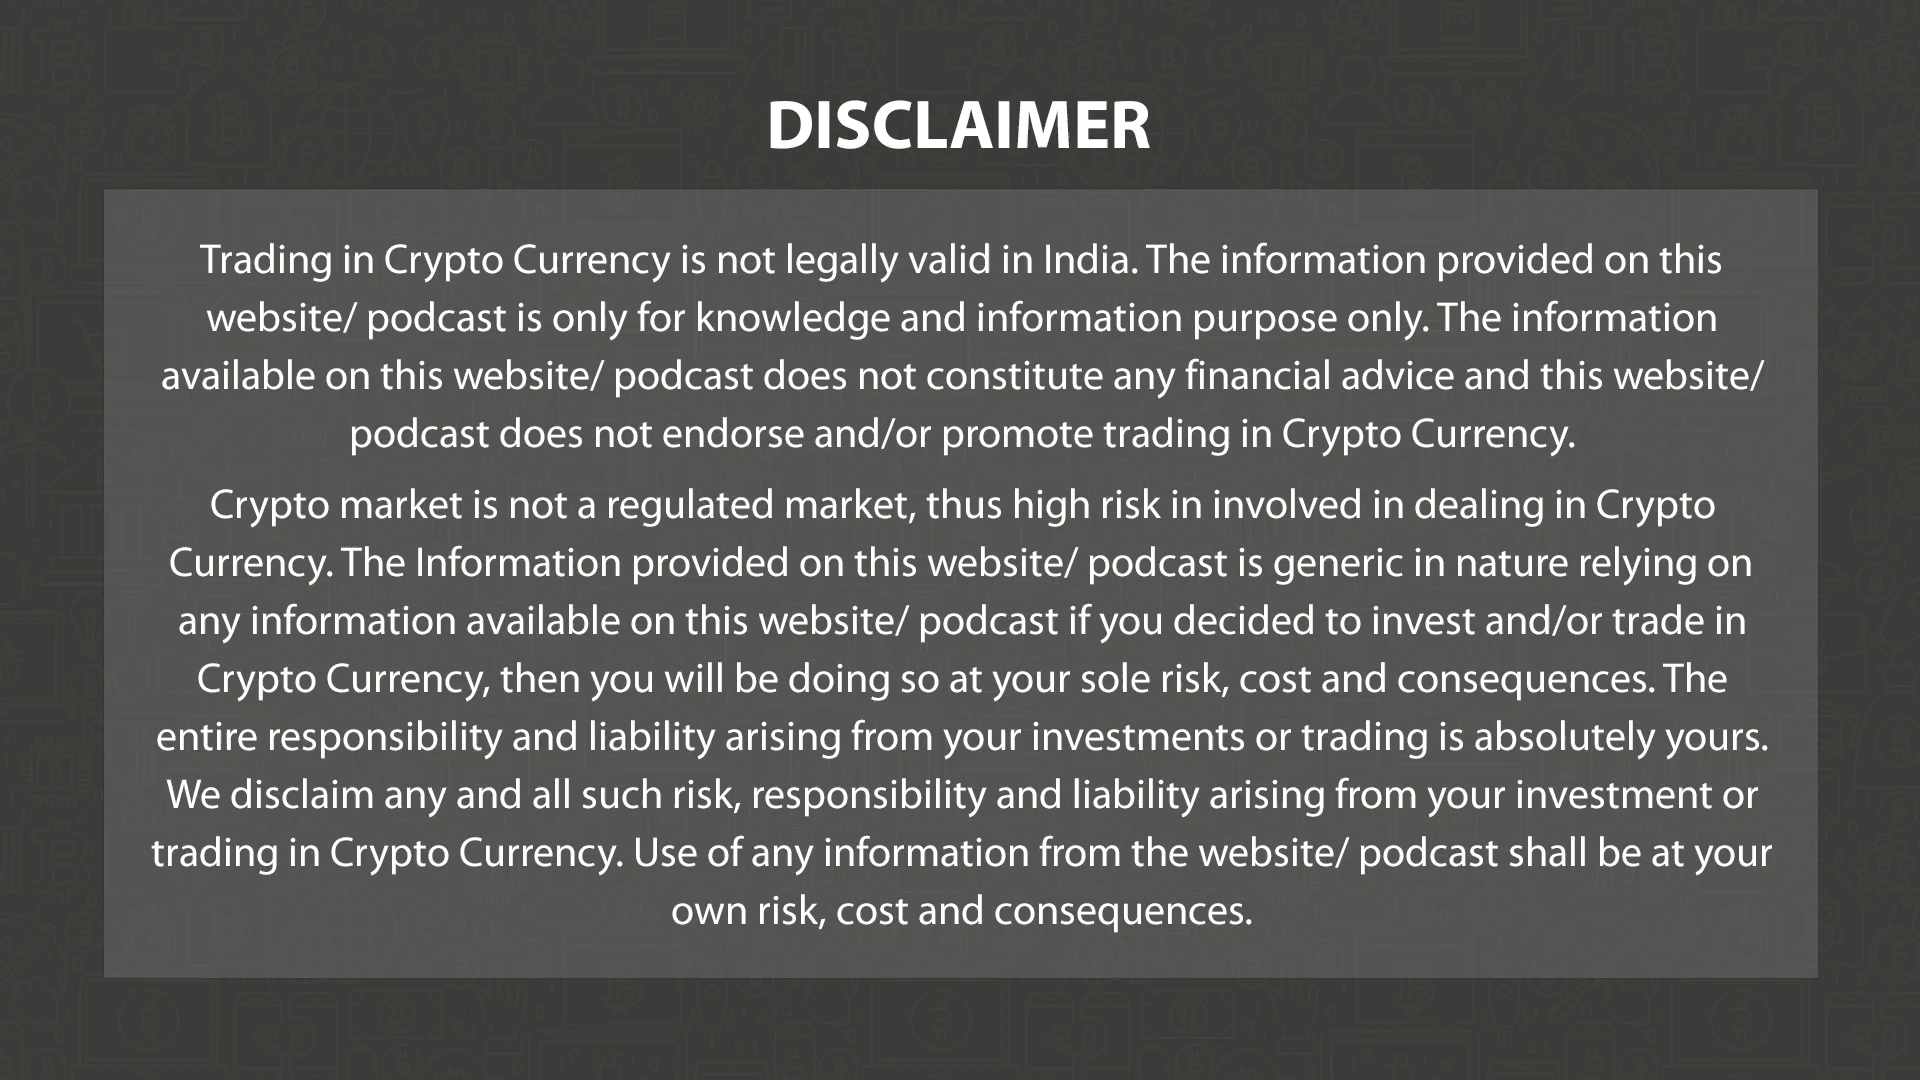 DISCLAIMER
Trading in Crypto Currency is not legally valid in India. The information provided on this
website/ podcast is only for knowledge and information purpose only. The information
available on this website/ podcast does not constitute any financial advice and this website/
podcast does not endorse and/or promote trading in Crypto Currency.
Crypto market is not a regulated market, thus high risk in involved in dealing in Crypto
Currency. The Information provided on this website/ podcast is generic in nature relying on
any information available on this website/ podcast if you decided to invest and/or trade in
Crypto Currency, then you will be doing so at your sole risk, cost and consequences. The
entire responsibility and liability arising from your investments or trading is absolutely yours.
We disclaim any and all such risk, responsibility and liability arising from your investment or
trading in Crypto Currency. Use of any information from the website/ podcast shall be at your
own risk, cost and consequences.